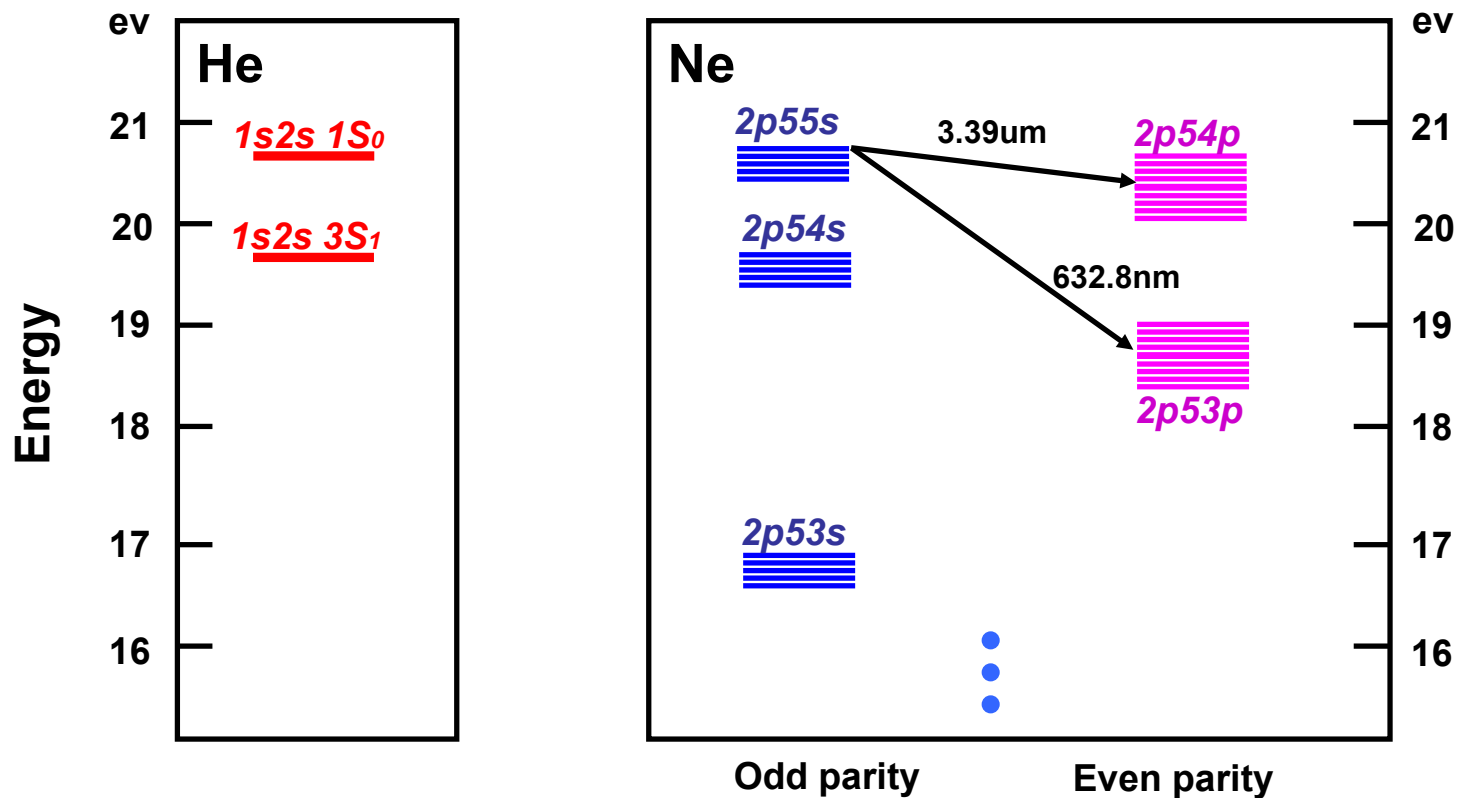 ev
ev
He
Ne
21
1s2s 1S0
2p55s
3.39um
2p54p
21
20
1s2s 3S1
2p54s
20
632.8nm
19
19
Energy
18
2p53p
18
17
2p53s
17
16
16
Odd parity
Even parity